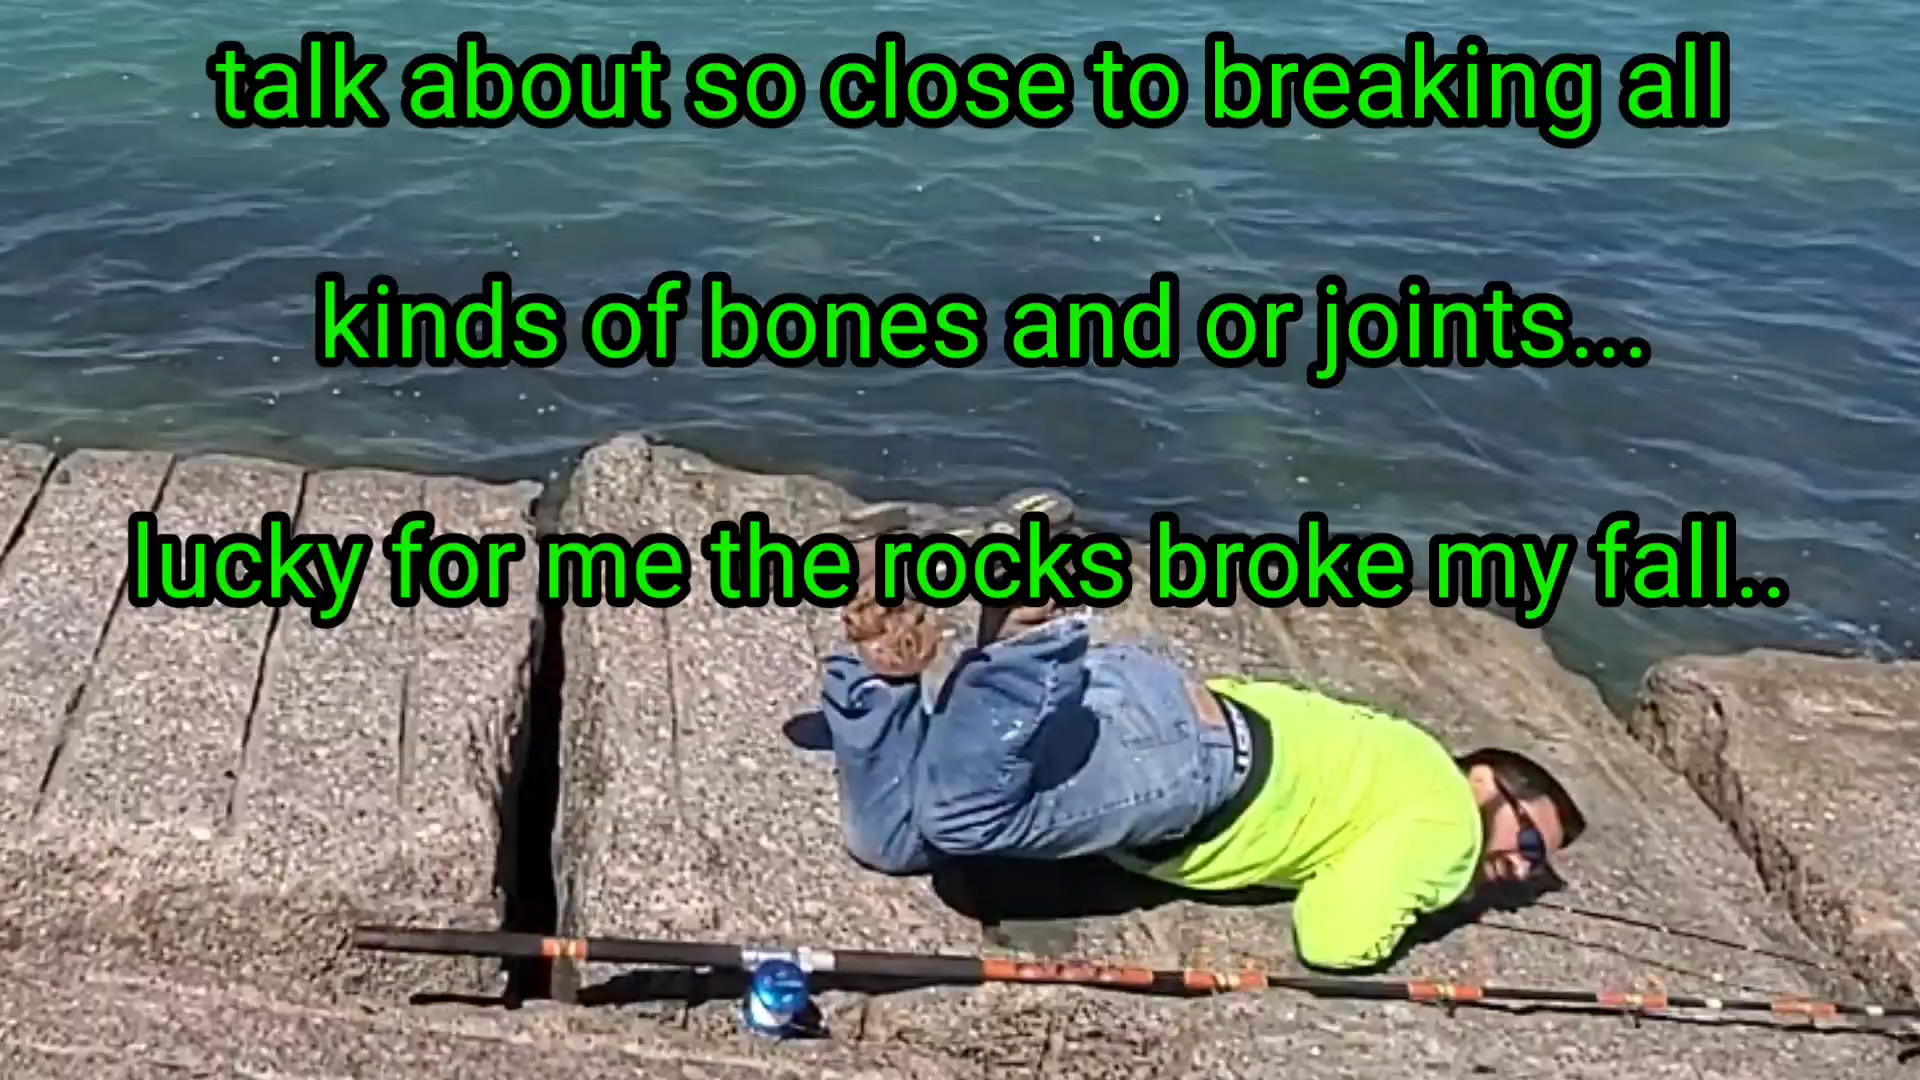 talk about so close to breaking all
kinds of bones and or joints...
lucky for me the rocks broke my fall..